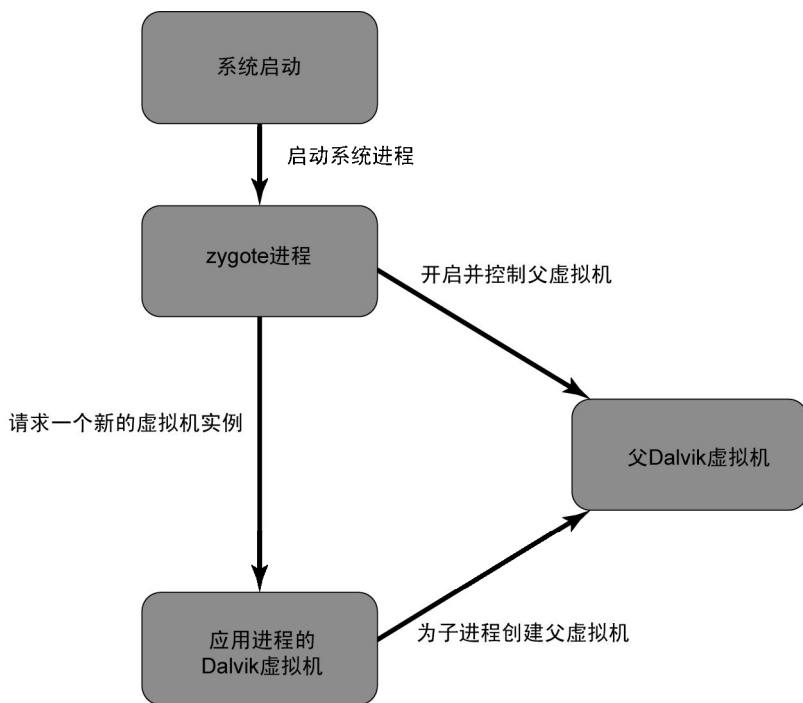 系统启动
启动系统进程
zygote进程
开启并控制父虚拟机
请求一个新的虚拟机实例
父Dalvik虚拟机
应用进程的
Dalvik虚拟机
为子进程创建父虚拟机